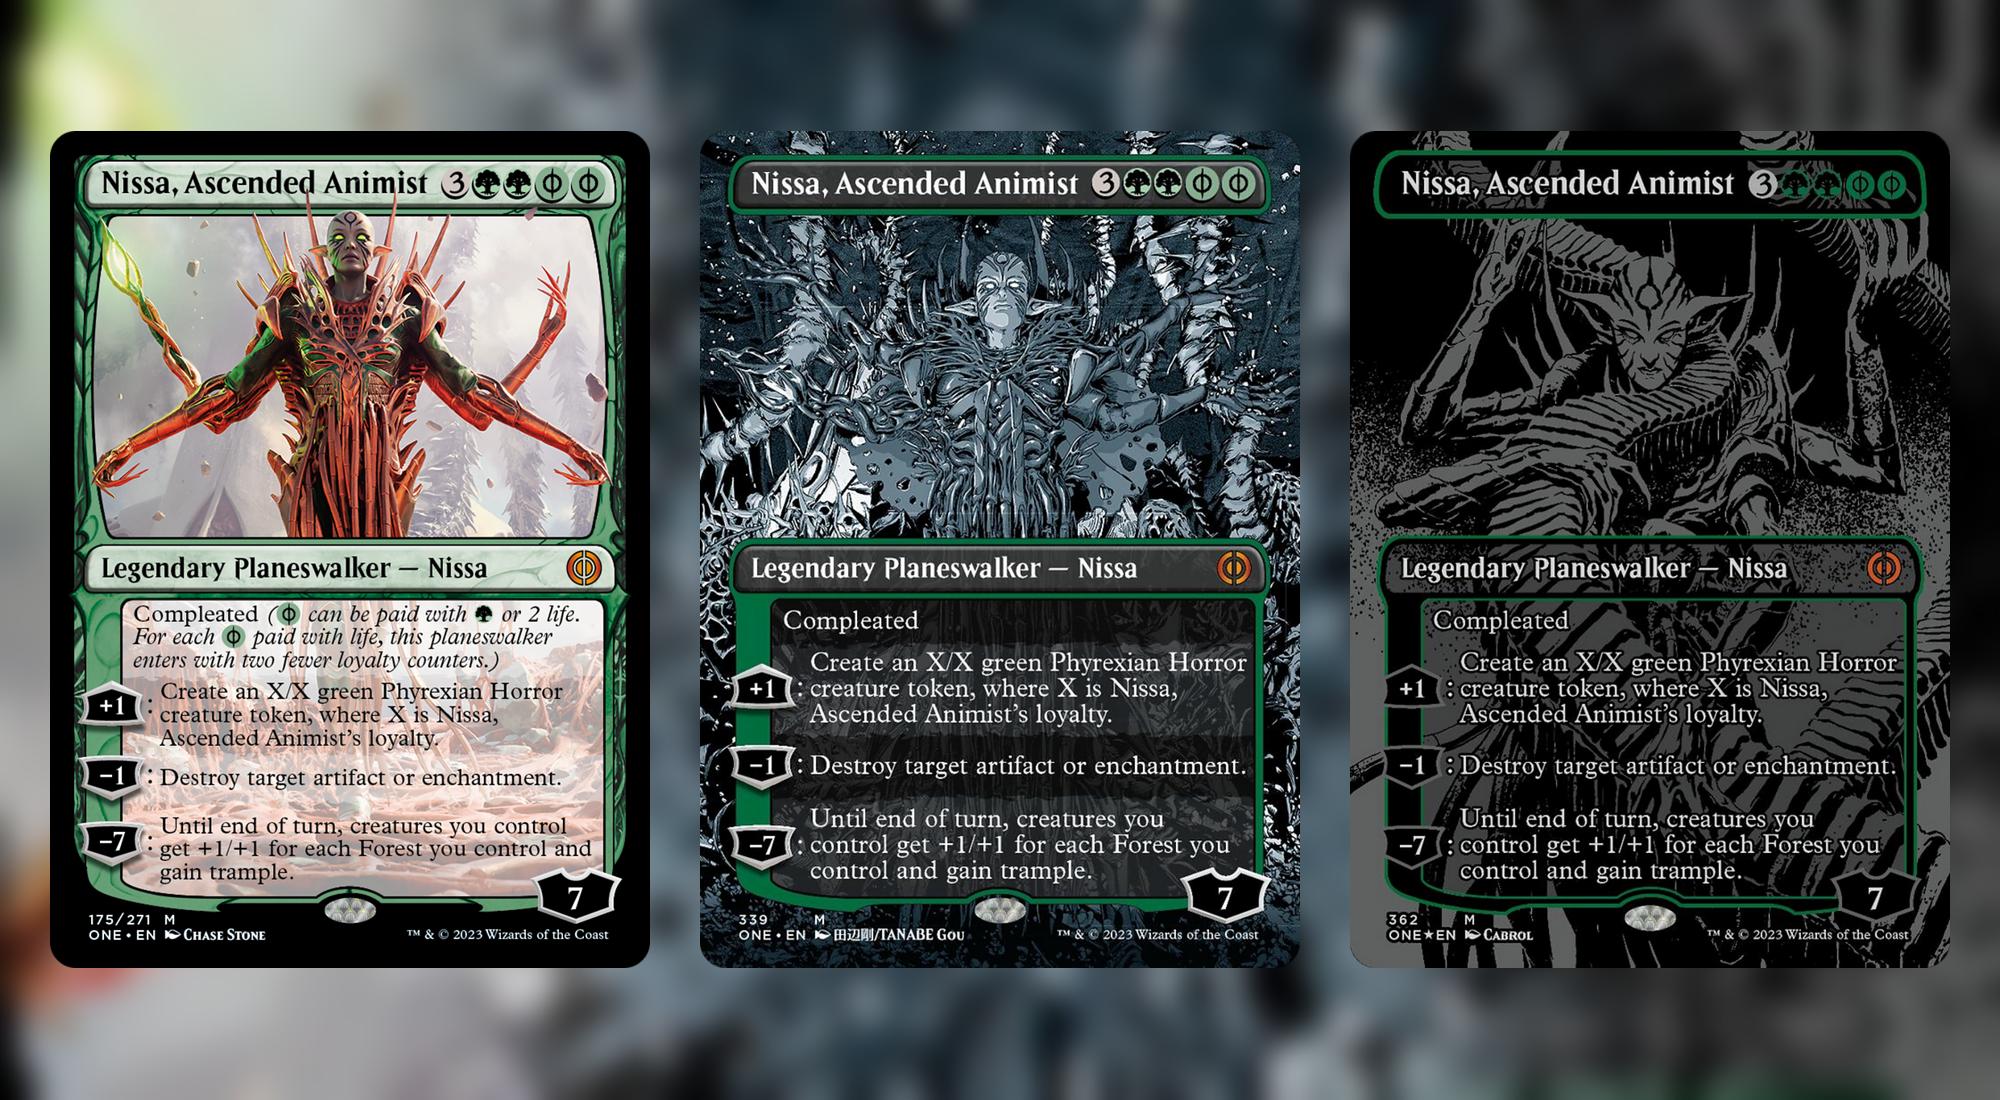 Nissa, Ascended Animist 3
Legendary Planeswalker — Nissa
Compleated ( can be paid with or 2 life.
For each paid with life, this planeswalker
enters with two fewer loyalty counters.)
+1: Create an X/X green Phyrexian Horror
creature token, where X is Nissa,
Ascended Animist's loyalty.
−1: Destroy target artifact or enchantment.
−7: Until end of turn, creatures you control
get +1/+1 for each Forest you control and
gain trample.
7
175/271 M
ONE • EN Chase Stone
™ & © 2023 Wizards of the Coast
Nissa, Ascended Animist 3
Legendary Planeswalker — Nissa
Compleated
+1: Create an X/X green Phyrexian Horror
creature token, where X is Nissa,
Ascended Animist's loyalty.
−1: Destroy target artifact or enchantment.
−7: Until end of turn, creatures you
control get +1/+1 for each Forest you
control and gain trample.
7
339 M
ONE • EN 田辺剛/TANABE Gou
™ & © 2023 Wizards of the Coast
Nissa, Ascended Animist 3
Legendary Planeswalker — Nissa
Compleated
+1: Create an X/X green Phyrexian Horror
creature token, where X is Nissa,
Ascended Animist's loyalty.
−1: Destroy target artifact or enchantment.
−7: Until end of turn, creatures you
control get +1/+1 for each Forest you
control and gain trample.
7
362 M
ONE★EN Cabrol
™ & © 2023 Wizards of the Coast